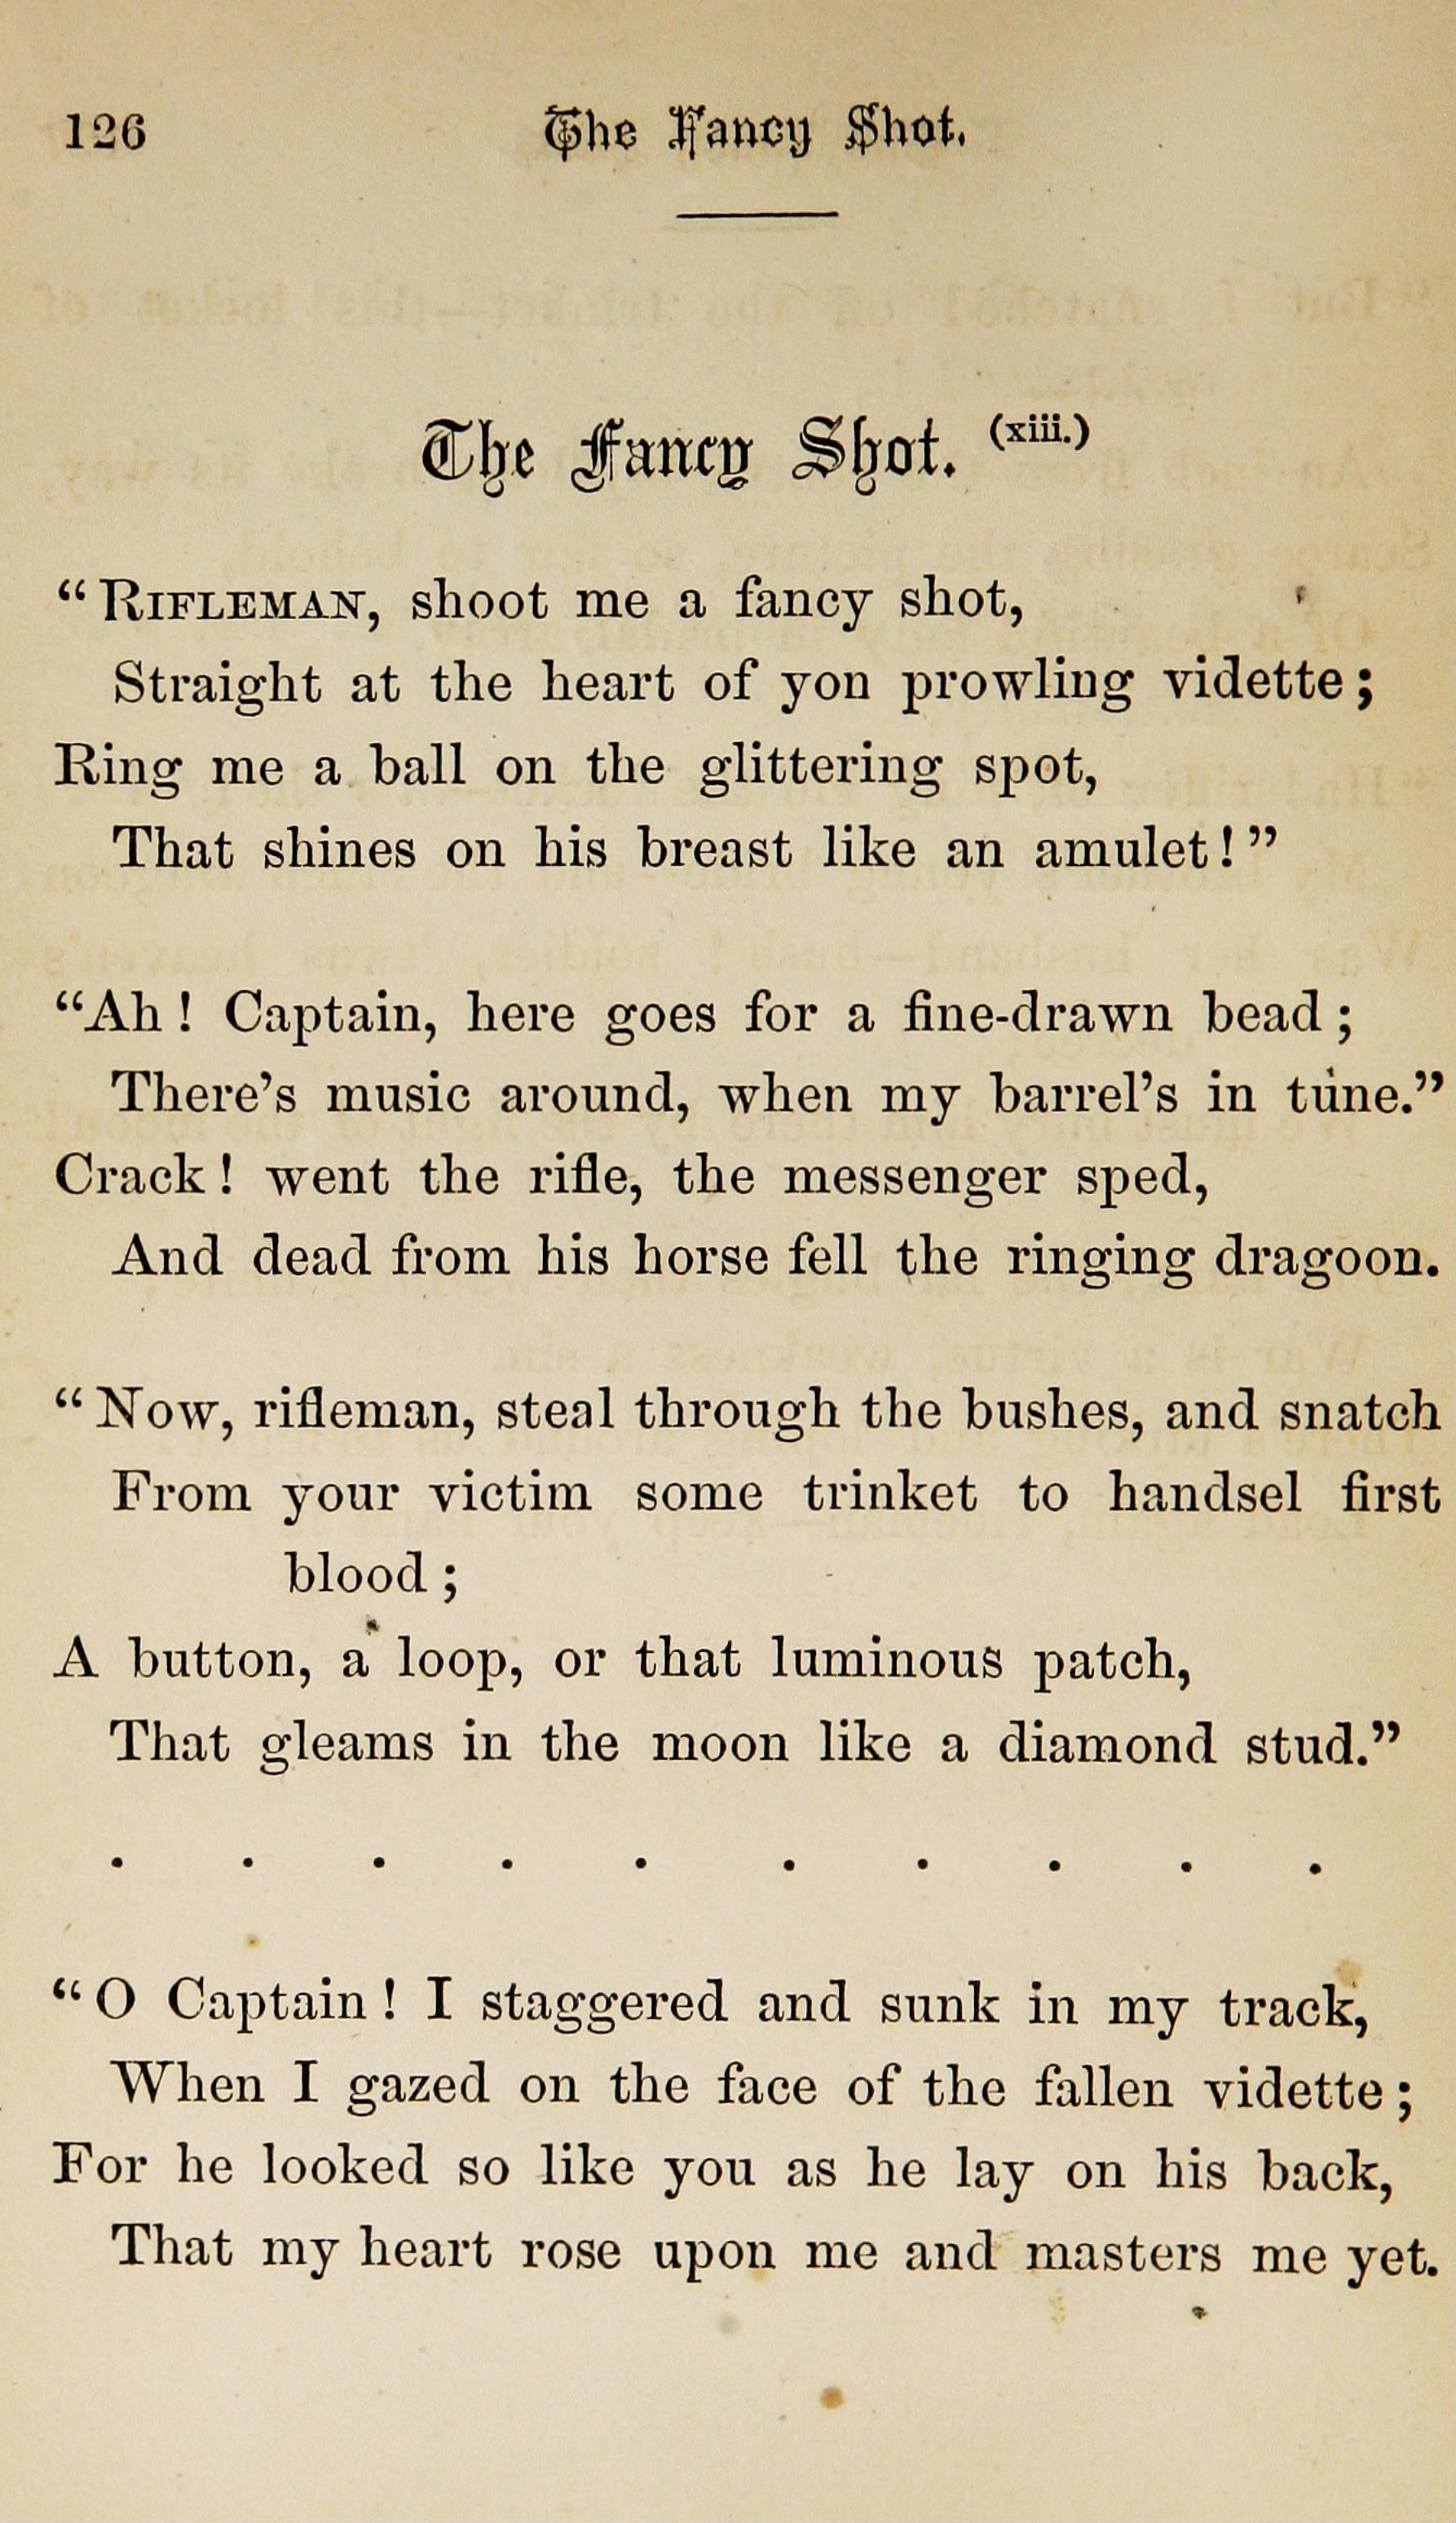 126 The Fancy Shot.
The Fancy Shot. (xiii.)
“RIFLEMAN, shoot me a fancy shot,
Straight at the heart of yon prowling vidette;
Ring me a ball on the glittering spot,
That shines on his breast like an amulet!”
“Ah! Captain, here goes for a fine-drawn bead;
There’s music around, when my barrel’s in tune.”
Crack! went the rifle, the messenger sped,
And dead from his horse fell the ringing dragoon.
“Now, rifleman, steal through the bushes, and snatch
From your victim some trinket to handsel first
blood;
A button, a loop, or that luminous patch,
That gleams in the moon like a diamond stud.”
. . . . . . . . . .
“O Captain! I staggered and sunk in my track,
When I gazed on the face of the fallen vidette;
For he looked so like you as he lay on his back,
That my heart rose upon me and masters me yet.